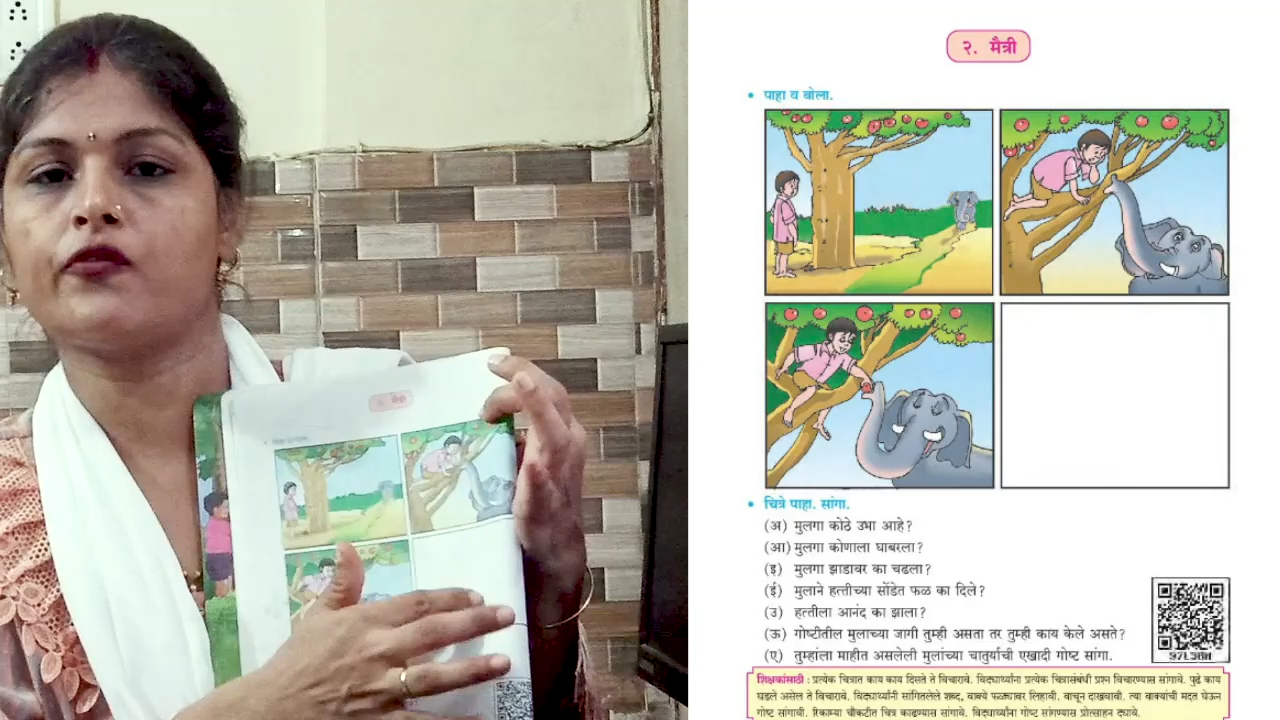 २. मैत्री
• पाहा व बोला.
• चित्रे पाहा. सांगा.
(अ) मुलगा कोठे उभा आहे?
(आ) मुलगा कोणाला घाबरला?
(इ) मुलगा झाडावर का चढला?
(ई) मुलाने हत्तीच्या सोंडेत फळ का दिले?
(उ) हत्तीला आनंद का झाला?
(ऊ) गोष्टीतील मुलाच्या जागी तुम्ही असता तर तुम्ही काय केले असते?
(ए) तुम्हांला माहीत असलेली मुलांच्या चातुर्याची एखादी गोष्ट सांगा.
शिक्षकांसाठी : प्रत्येक चित्रात काय काय दिसते ते विचारावे. विद्यार्थ्यांना प्रत्येक चित्रासंबंधी प्रश्न विचारण्यास सांगावे. पुढे काय
घडले असेल ते विचारावे. विद्यार्थ्यांनी सांगितलेले शब्द, वाक्ये फळ्यावर लिहावी. वाचून दाखवावी. त्या वाक्यांची मदत घेऊन
गोष्ट सांगावी. रिकाम्या चौकटीत चित्र काढण्यास सांगावे. विद्यार्थ्यांना गोष्ट सांगण्यास प्रोत्साहन द्यावे.